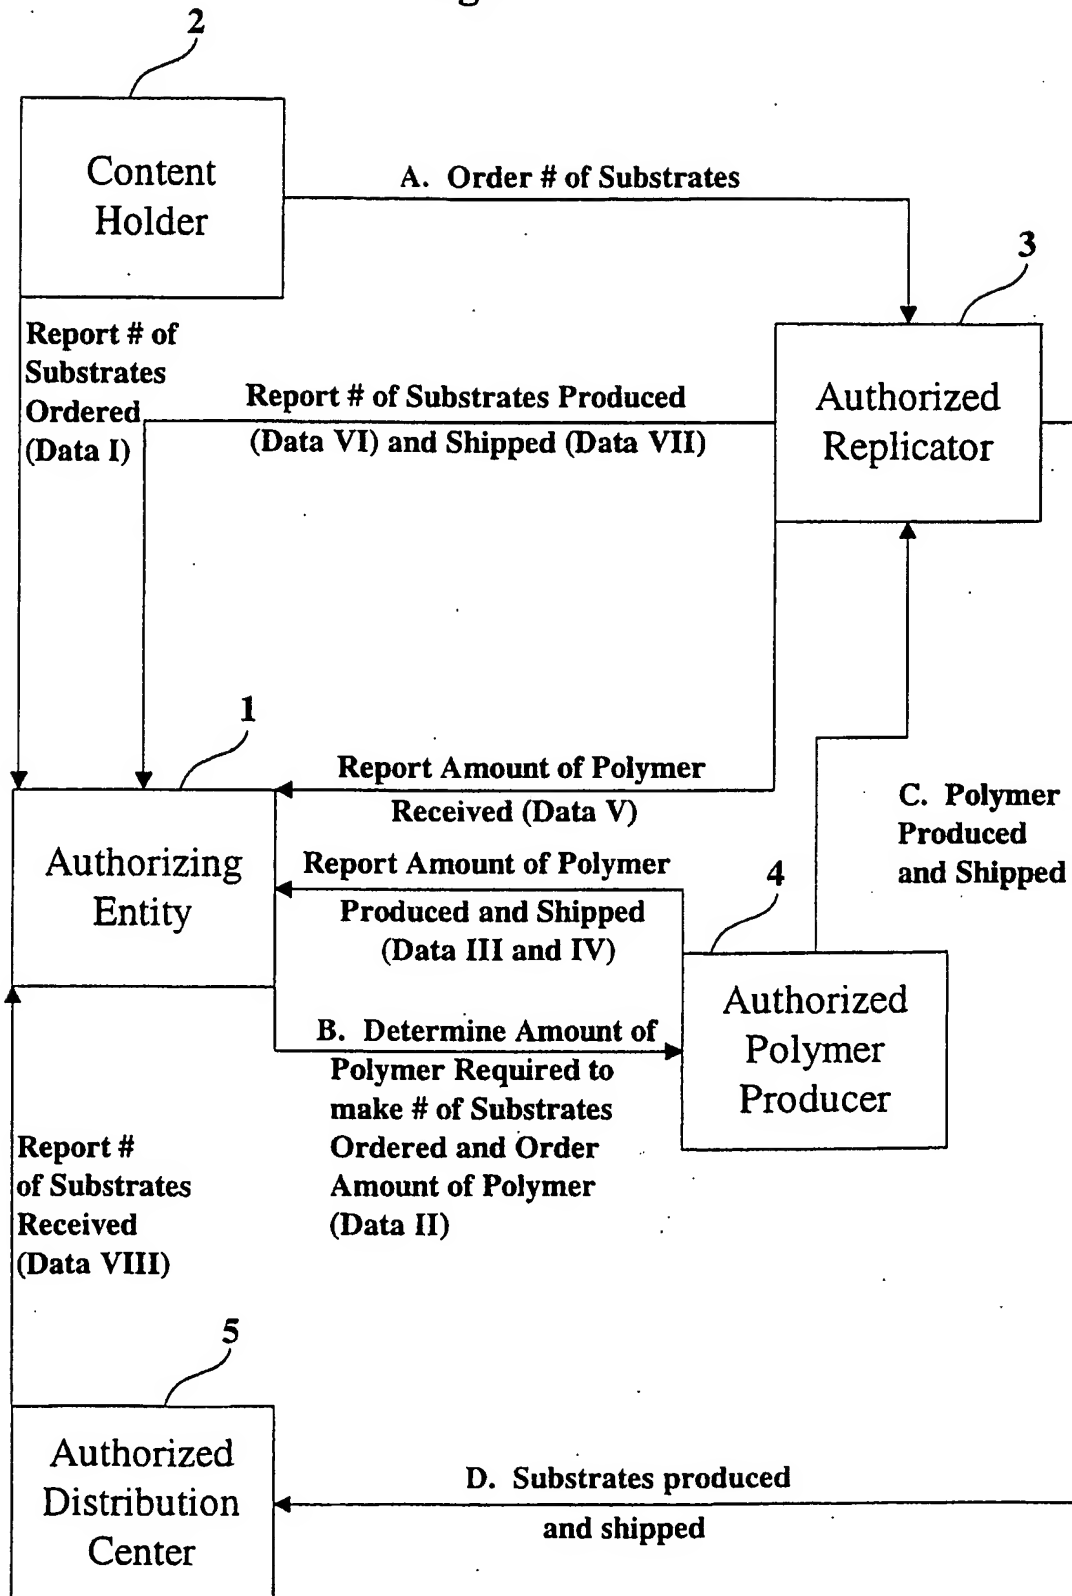 2
Content
Holder
A. Order # of Substrates
3
Report # of
Substrates
Ordered
(Data I)
Report # of Substrates Produced
(Data VI) and Shipped (Data VII)
Authorized
Replicator
1
Report Amount of Polymer
Received (Data V)
C. Polymer
Produced
and Shipped
Authorizing
Entity
Report Amount of Polymer
Produced and Shipped
(Data III and IV)
4
Authorized
Polymer
Producer
B. Determine Amount of
Polymer Required to
make # of Substrates
Ordered and Order
Amount of Polymer
(Data II)
Report #
of Substrates
Received
(Data VIII)
5
Authorized
Distribution
Center
D. Substrates produced
and shipped